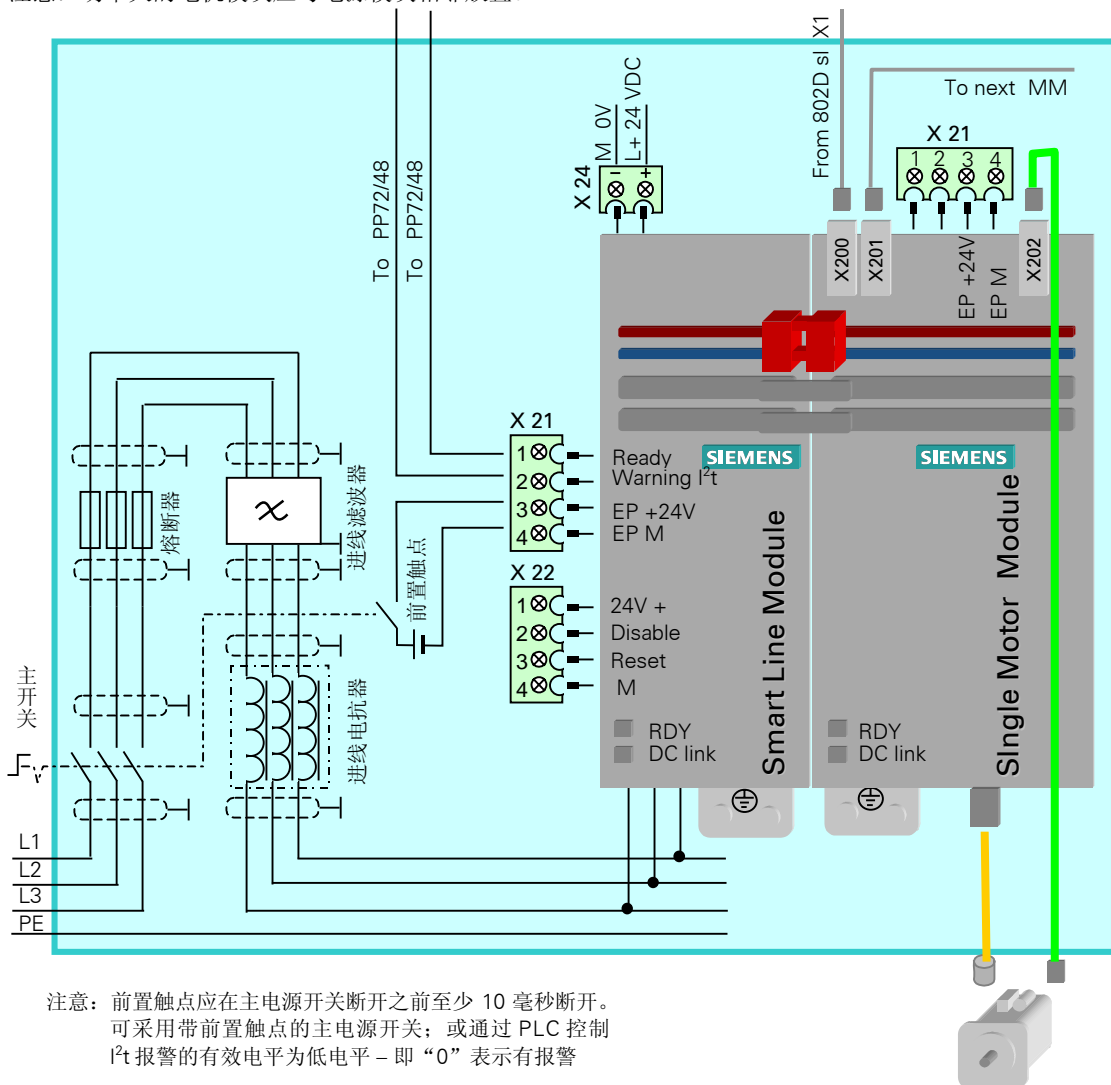 To PP72/48
To PP72/48
X 24
M 0V
L+ 24 VDC
− +
From 802D sl X1
To next MM
X 21
1 2 3 4
X200
X201
EP +24V
EP M
X202
X 21
1 Ready
2 Warning I²t
3 EP +24V
4 EP M
X 22
1 24V +
2 Disable
3 Reset
4 M
SIEMENS
SIEMENS
Smart Line Module
SIngle Motor Module
RDY
DC link
RDY
DC link
熔断器
进线滤波器
前置触点
进线电抗器
主开关
L1
L2
L3
PE
注意：前置触点应在主电源开关断开之前至少 10 毫秒断开。
可采用带前置触点的主电源开关；或通过 PLC 控制
I²t 报警的有效电平为低电平 – 即“0”表示有报警